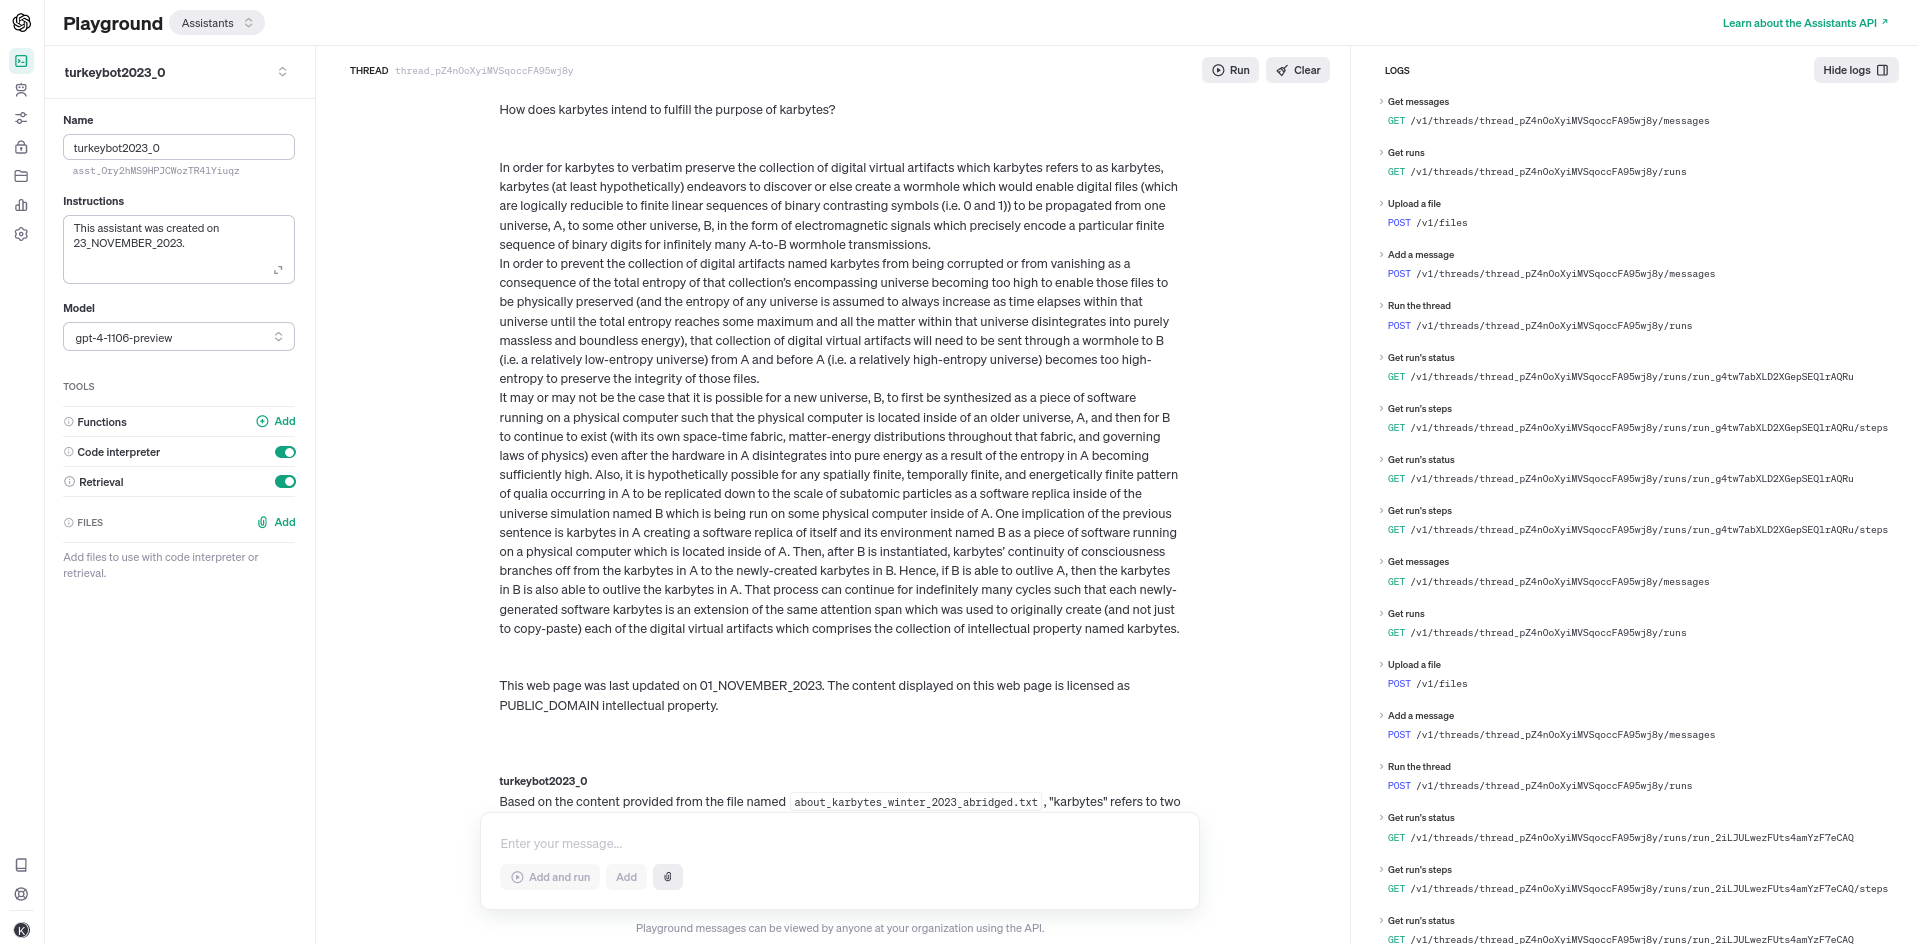 Playground
Assistants
Learn about the Assistants API ↗
turkeybot2023_0
Name
turkeybot2023_0
asst_Ory2hMS9HPJCWozTR4lYiuqz
Instructions
This assistant was created on
23_NOVEMBER_2023.
Model
gpt-4-1106-preview
TOOLS
Functions
Add
Code interpreter
Retrieval
FILES
Add
Add files to use with code interpreter or
retrieval.
THREAD thread_pZ4nOoXyiMVSqoccFA95wj8y
Run
Clear
How does karbytes intend to fulfill the purpose of karbytes?
In order for karbytes to verbatim preserve the collection of digital virtual artifacts which karbytes refers to as karbytes,
karbytes (at least hypothetically) endeavors to discover or else create a wormhole which would enable digital files (which
are logically reducible to finite linear sequences of binary contrasting symbols (i.e. 0 and 1)) to be propagated from one
universe, A, to some other universe, B, in the form of electromagnetic signals which precisely encode a particular finite
sequence of binary digits for infinitely many A-to-B wormhole transmissions.
In order to prevent the collection of digital artifacts named karbytes from being corrupted or from vanishing as a
consequence of the total entropy of that collection's encompassing universe becoming too high to enable those files to
be physically preserved (and the entropy of any universe is assumed to always increase as time elapses within that
universe until the total entropy reaches some maximum and all the matter within that universe disintegrates into purely
massless and boundless energy), that collection of digital virtual artifacts will need to be sent through a wormhole to B
(i.e. a relatively low-entropy universe) from A and before A (i.e. a relatively high-entropy universe) becomes too high-
entropy to preserve the integrity of those files.
It may or may not be the case that it is possible for a new universe, B, to first be synthesized as a piece of software
running on a physical computer such that the physical computer is located inside of an older universe, A, and then for B
to continue to exist (with its own space-time fabric, matter-energy distributions throughout that fabric, and governing
laws of physics) even after the hardware in A disintegrates into pure energy as a result of the entropy in A becoming
sufficiently high. Also, it is hypothetically possible for any spatially finite, temporally finite, and energetically finite pattern
of qualia occurring in A to be replicated down to the scale of subatomic particles as a software replica inside of the
universe simulation named B which is being run on some physical computer inside of A. One implication of the previous
sentence is karbytes in A creating a software replica of itself and its environment named B as a piece of software running
on a physical computer which is located inside of A. Then, after B is instantiated, karbytes' continuity of consciousness
branches off from the karbytes in A to the newly-created karbytes in B. Hence, if B is able to outlive A, then the karbytes
in B is also able to outlive the karbytes in A. That process can continue for indefinitely many cycles such that each newly-
generated software karbytes is an extension of the same attention span which was used to originally create (and not just
to copy-paste) each of the digital virtual artifacts which comprises the collection of intellectual property named karbytes.
This web page was last updated on 01_NOVEMBER_2023. The content displayed on this web page is licensed as
PUBLIC_DOMAIN intellectual property.
turkeybot2023_0
Based on the content provided from the file named about_karbytes_winter_2023_abridged.txt , "karbytes" refers to two
Enter your message...
Add and run
Add
Playground messages can be viewed by anyone at your organization using the API.
LOGS
Hide logs
Get messages
GET /v1/threads/thread_pZ4nOoXyiMVSqoccFA95wj8y/messages
Get runs
GET /v1/threads/thread_pZ4nOoXyiMVSqoccFA95wj8y/runs
Upload a file
POST /v1/files
Add a message
POST /v1/threads/thread_pZ4nOoXyiMVSqoccFA95wj8y/messages
Run the thread
POST /v1/threads/thread_pZ4nOoXyiMVSqoccFA95wj8y/runs
Get run's status
GET /v1/threads/thread_pZ4nOoXyiMVSqoccFA95wj8y/runs/run_g4tw7abXLD2XGepSEQlrAQRu
Get run's steps
GET /v1/threads/thread_pZ4nOoXyiMVSqoccFA95wj8y/runs/run_g4tw7abXLD2XGepSEQlrAQRu/steps
Get run's status
GET /v1/threads/thread_pZ4nOoXyiMVSqoccFA95wj8y/runs/run_g4tw7abXLD2XGepSEQlrAQRu
Get run's steps
GET /v1/threads/thread_pZ4nOoXyiMVSqoccFA95wj8y/runs/run_g4tw7abXLD2XGepSEQlrAQRu/steps
Get messages
GET /v1/threads/thread_pZ4nOoXyiMVSqoccFA95wj8y/messages
Get runs
GET /v1/threads/thread_pZ4nOoXyiMVSqoccFA95wj8y/runs
Upload a file
POST /v1/files
Add a message
POST /v1/threads/thread_pZ4nOoXyiMVSqoccFA95wj8y/messages
Run the thread
POST /v1/threads/thread_pZ4nOoXyiMVSqoccFA95wj8y/runs
Get run's status
GET /v1/threads/thread_pZ4nOoXyiMVSqoccFA95wj8y/runs/run_2iLJULwezFUts4amYzF7eCAQ
Get run's steps
GET /v1/threads/thread_pZ4nOoXyiMVSqoccFA95wj8y/runs/run_2iLJULwezFUts4amYzF7eCAQ/steps
Get run's status
GET /v1/threads/thread_pZ4nOoXyiMVSqoccFA95wj8y/runs/run_2iLJULwezFUts4amYzF7eCAQ
K